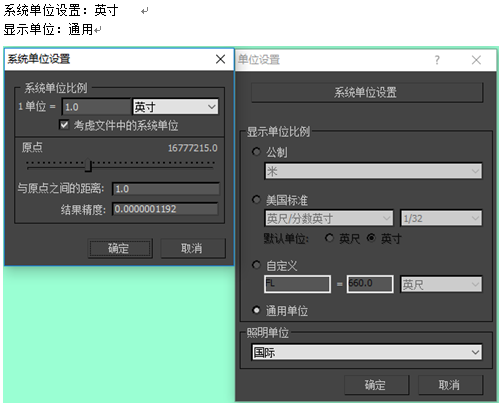 系统单位设置：英寸
显示单位：通用
系统单位设置
系统单位比例
1 单位 = 1.0 英寸
考虑文件中的系统单位
原点 16777215.0
与原点之间的距离: 1.0
结果精度: 0.0000001192
确定 取消
单位设置 ?
系统单位设置
显示单位比例
公制
米
美国标准
英尺/分数英寸 1/32
默认单位: 英尺 英寸
自定义
FL = 660.0 英尺
通用单位
照明单位
国际
确定 取消